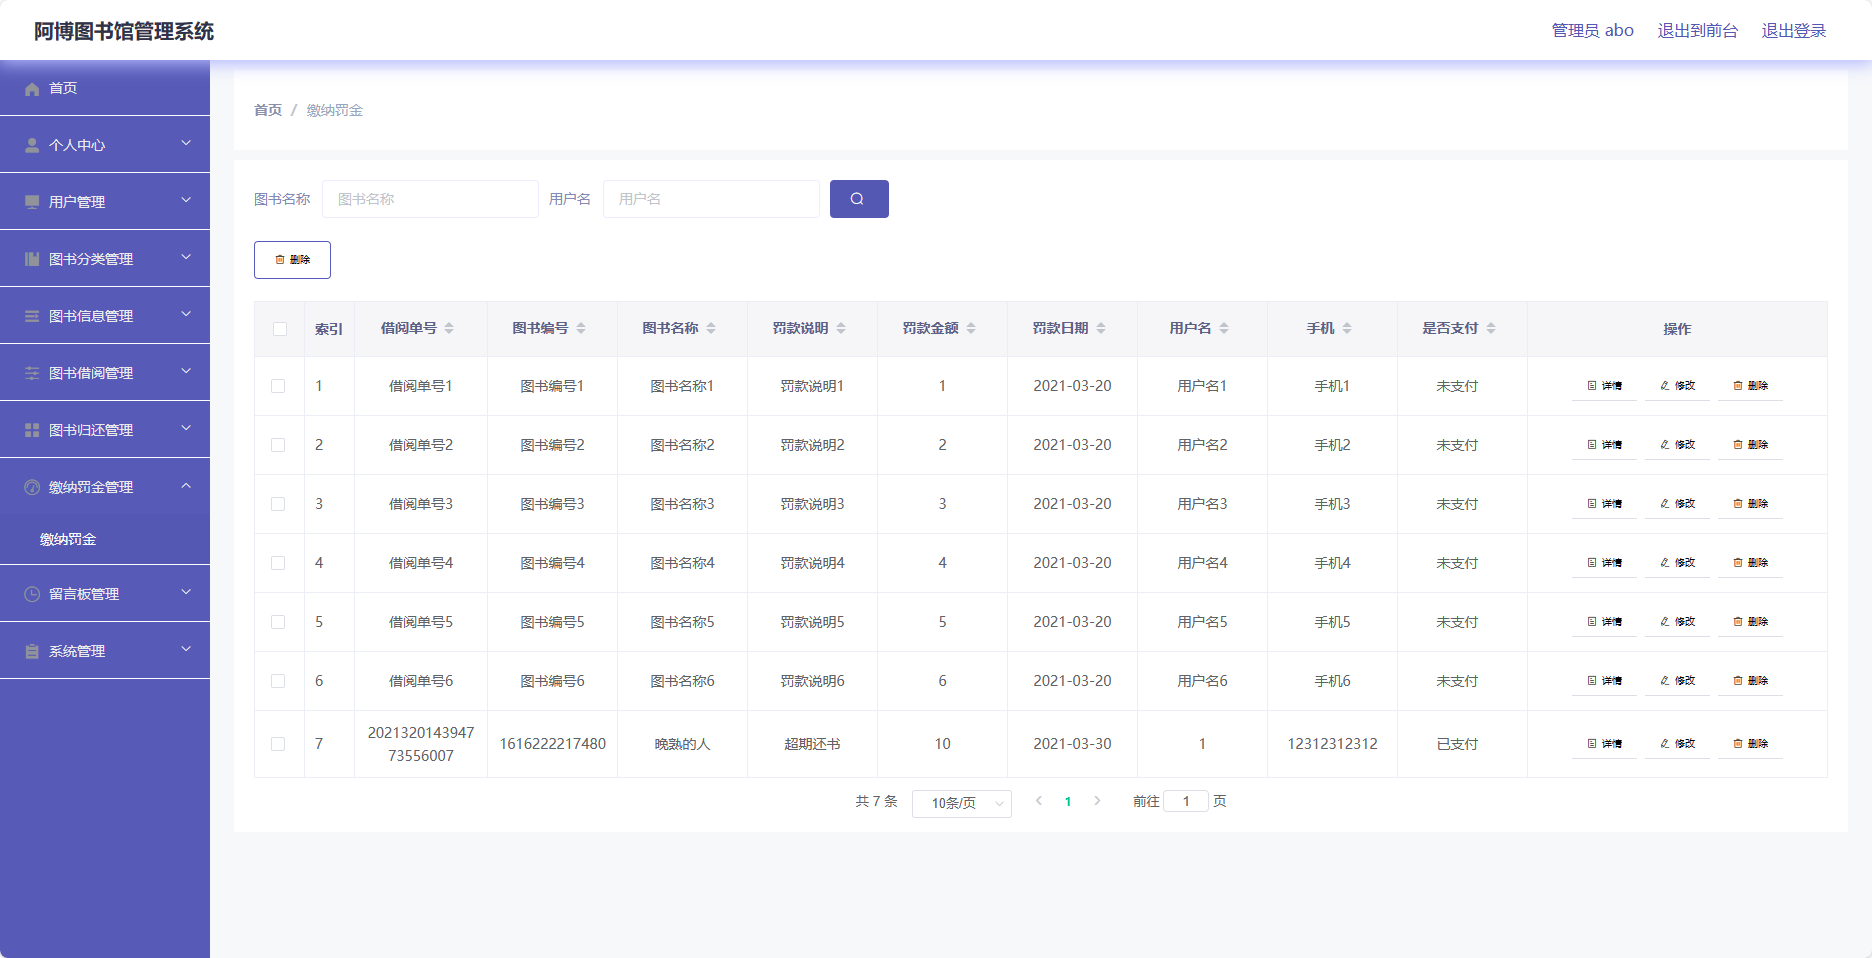 阿博图书馆管理系统
管理员 abo 退出到前台 退出登录
首页
个人中心
用户管理
图书分类管理
图书信息管理
图书借阅管理
图书归还管理
缴纳罚金管理
缴纳罚金
留言板管理
系统管理
首页 / 缴纳罚金
图书名称 图书名称 用户名 用户名
删除
索引 借阅单号 图书编号 图书名称 罚款说明 罚款金额 罚款日期 用户名 手机 是否支付 操作
1 借阅单号1 图书编号1 图书名称1 罚款说明1 1 2021-03-20 用户名1 手机1 未支付 详情 修改 删除
2 借阅单号2 图书编号2 图书名称2 罚款说明2 2 2021-03-20 用户名2 手机2 未支付 详情 修改 删除
3 借阅单号3 图书编号3 图书名称3 罚款说明3 3 2021-03-20 用户名3 手机3 未支付 详情 修改 删除
4 借阅单号4 图书编号4 图书名称4 罚款说明4 4 2021-03-20 用户名4 手机4 未支付 详情 修改 删除
5 借阅单号5 图书编号5 图书名称5 罚款说明5 5 2021-03-20 用户名5 手机5 未支付 详情 修改 删除
6 借阅单号6 图书编号6 图书名称6 罚款说明6 6 2021-03-20 用户名6 手机6 未支付 详情 修改 删除
7 2021320143947 1616222217480 晚熟的人 超期还书 10 2021-03-30 1 12312312312 已支付 详情 修改 删除
73556007
共 7 条 10条/页 1 前往 1 页